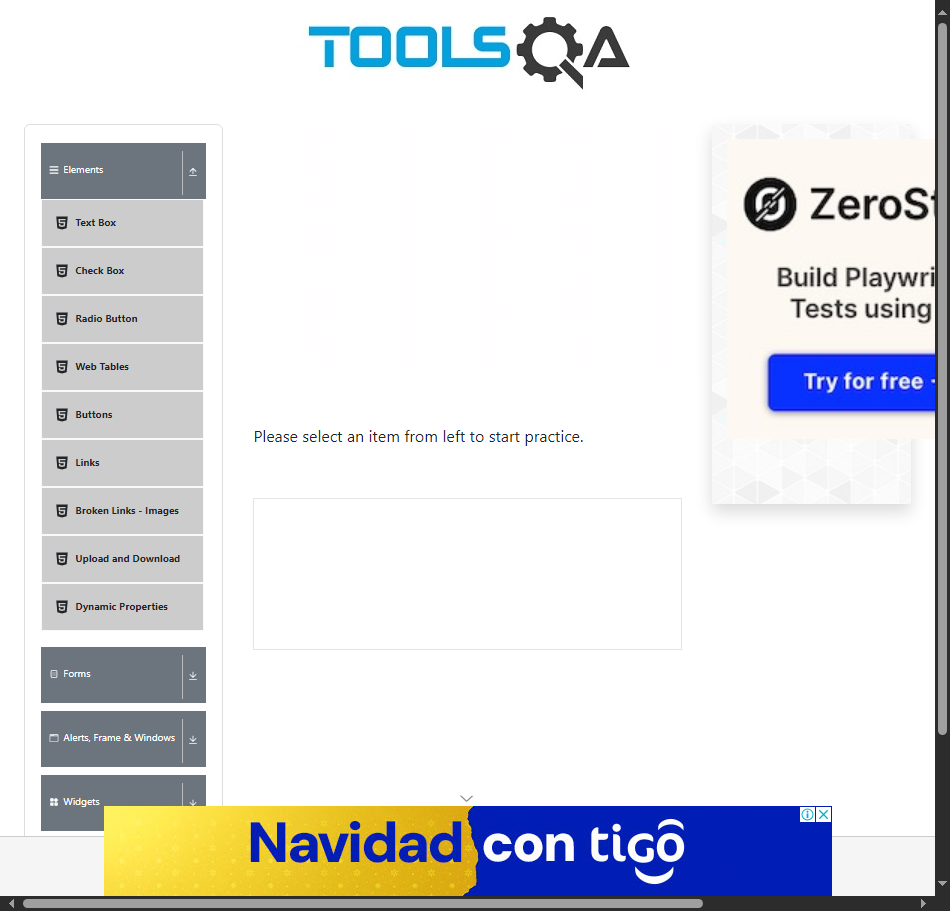 TOOLSQA
Elements
Text Box
Check Box
Radio Button
Web Tables
Buttons
Links
Broken Links - Images
Upload and Download
Dynamic Properties
Forms
Alerts, Frame & Windows
Widgets
Please select an item from left to start practice.
Build
Tests using
Try for free
Navidad con tigo